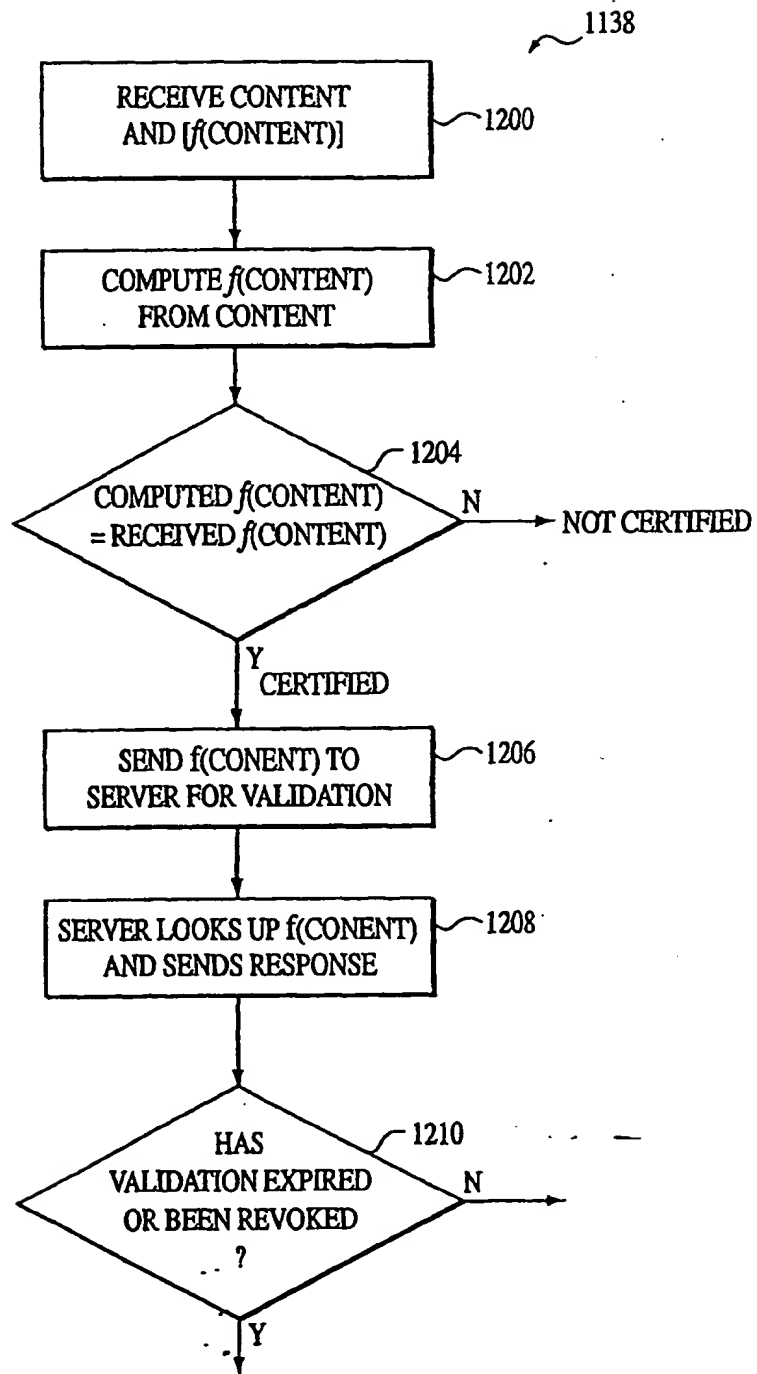 1138
RECEIVE CONTENT
AND [f(CONTENT)]
1200
COMPUTE f(CONTENT)
FROM CONTENT
1202
1204
COMPUTED f(CONTENT)
= RECEIVED f(CONTENT)
N
NOT CERTIFIED
Y
CERTIFIED
SEND f(CONENT) TO
SERVER FOR VALIDATION
1206
SERVER LOOKS UP f(CONENT)
AND SENDS RESPONSE
1208
1210
HAS
VALIDATION EXPIRED
OR BEEN REVOKED
?
N
Y